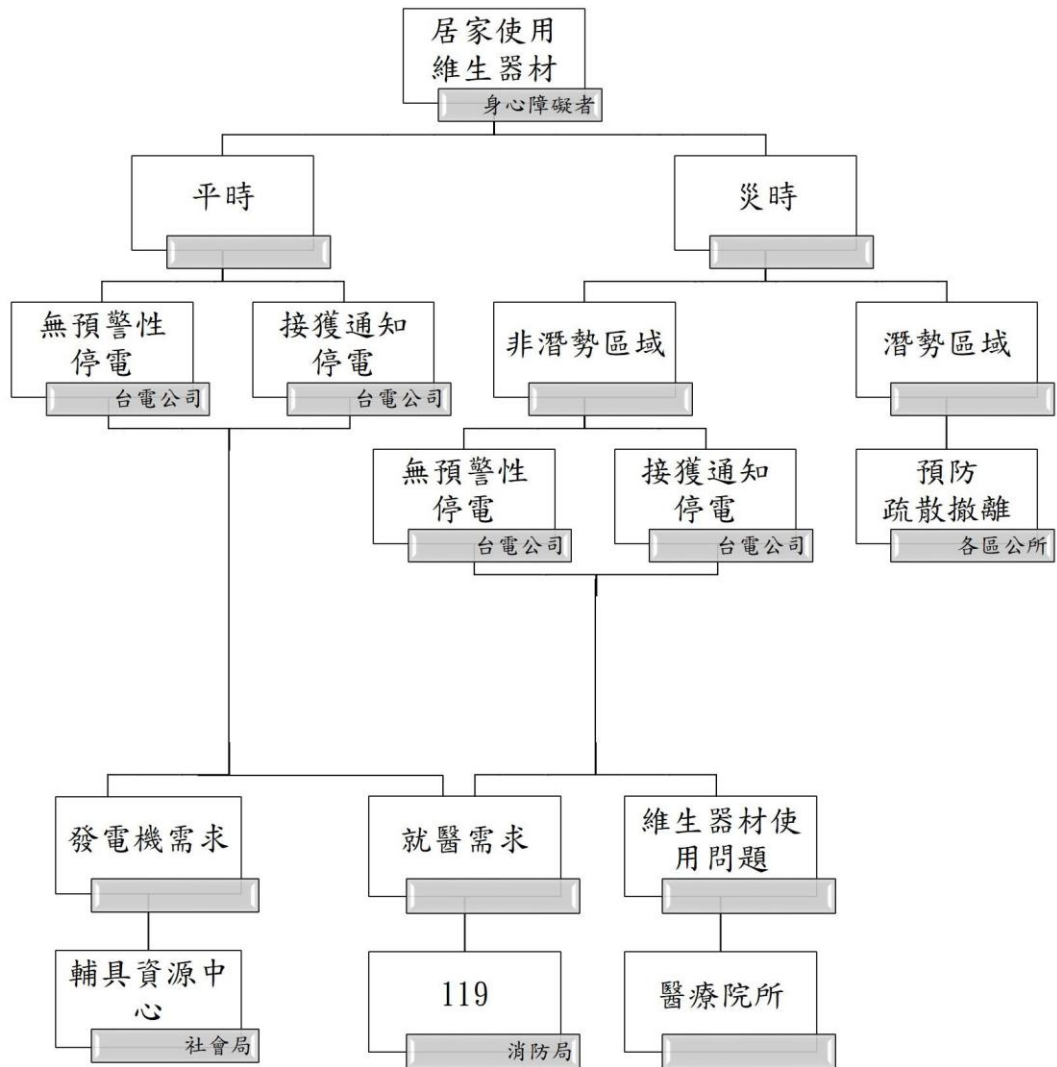 居家使用
維生器材
身心障礙者
平時
災時
無預警性
停電
台電公司
接獲通知
停電
台電公司
非潛勢區域
潛勢區域
無預警性
停電
台電公司
接獲通知
停電
台電公司
預防
疏散撤離
各區公所
發電機需求
就醫需求
維生器材使
用問題
輔具資源中
心
社會局
119
消防局
醫療院所